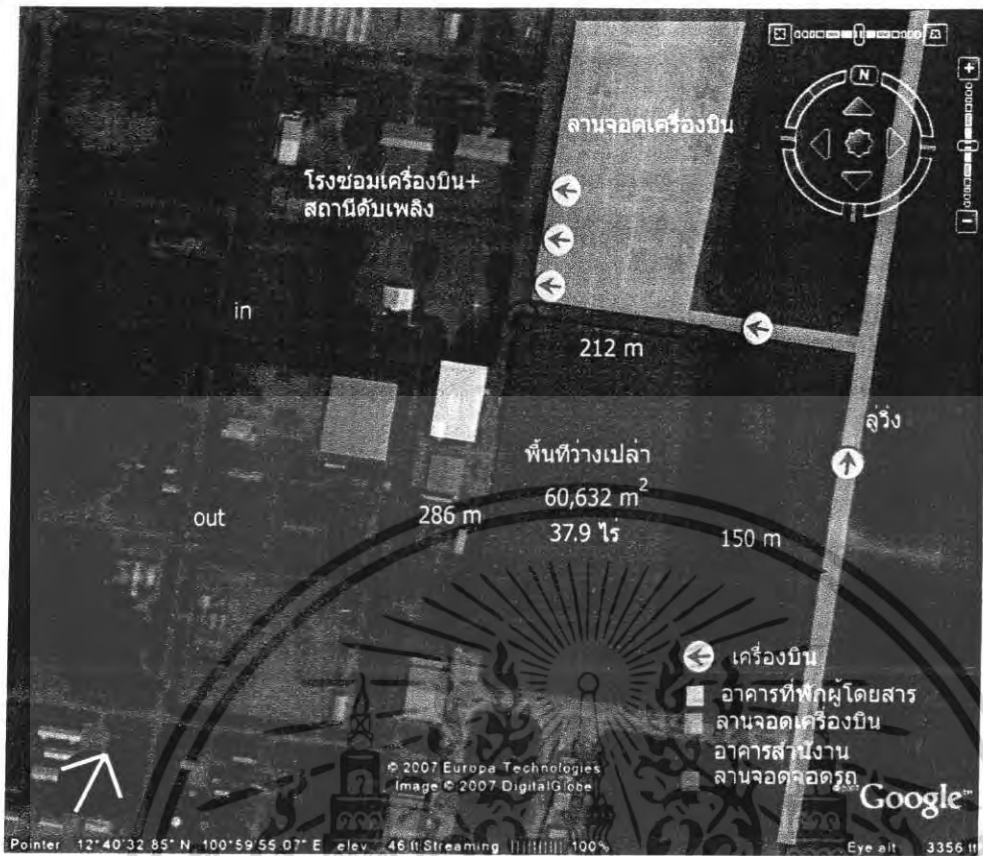 N
ลานจอดเครื่องบิน
โรงซ่อมเครื่องบิน+
สถานีดับเพลิง
in
212 m
ลู่วิ่ง
พื้นที่ว่างเปล่า
60,632 m²
37.9 ไร่
286 m
150 m
out
เครื่องบิน
อาคารที่พักผู้โดยสาร
ลานจอดเครื่องบิน
อาคารสำนงาน
ลานจอดจอดรถ
© 2007 Europa Technologies
Image © 2007 DigitalGlobe
Google™
Pointer 12°40'32.85" N 100°59'55.07" E elev 46 ft Streaming 100% Eye alt 3356 ft